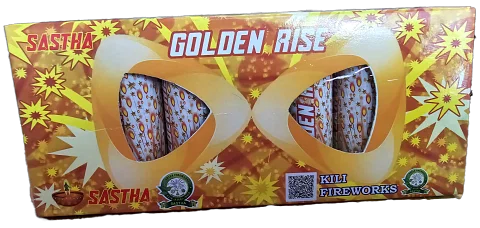 SASTHA
GOLDEN RISE
SASTHA
KILI
FIREWORKS